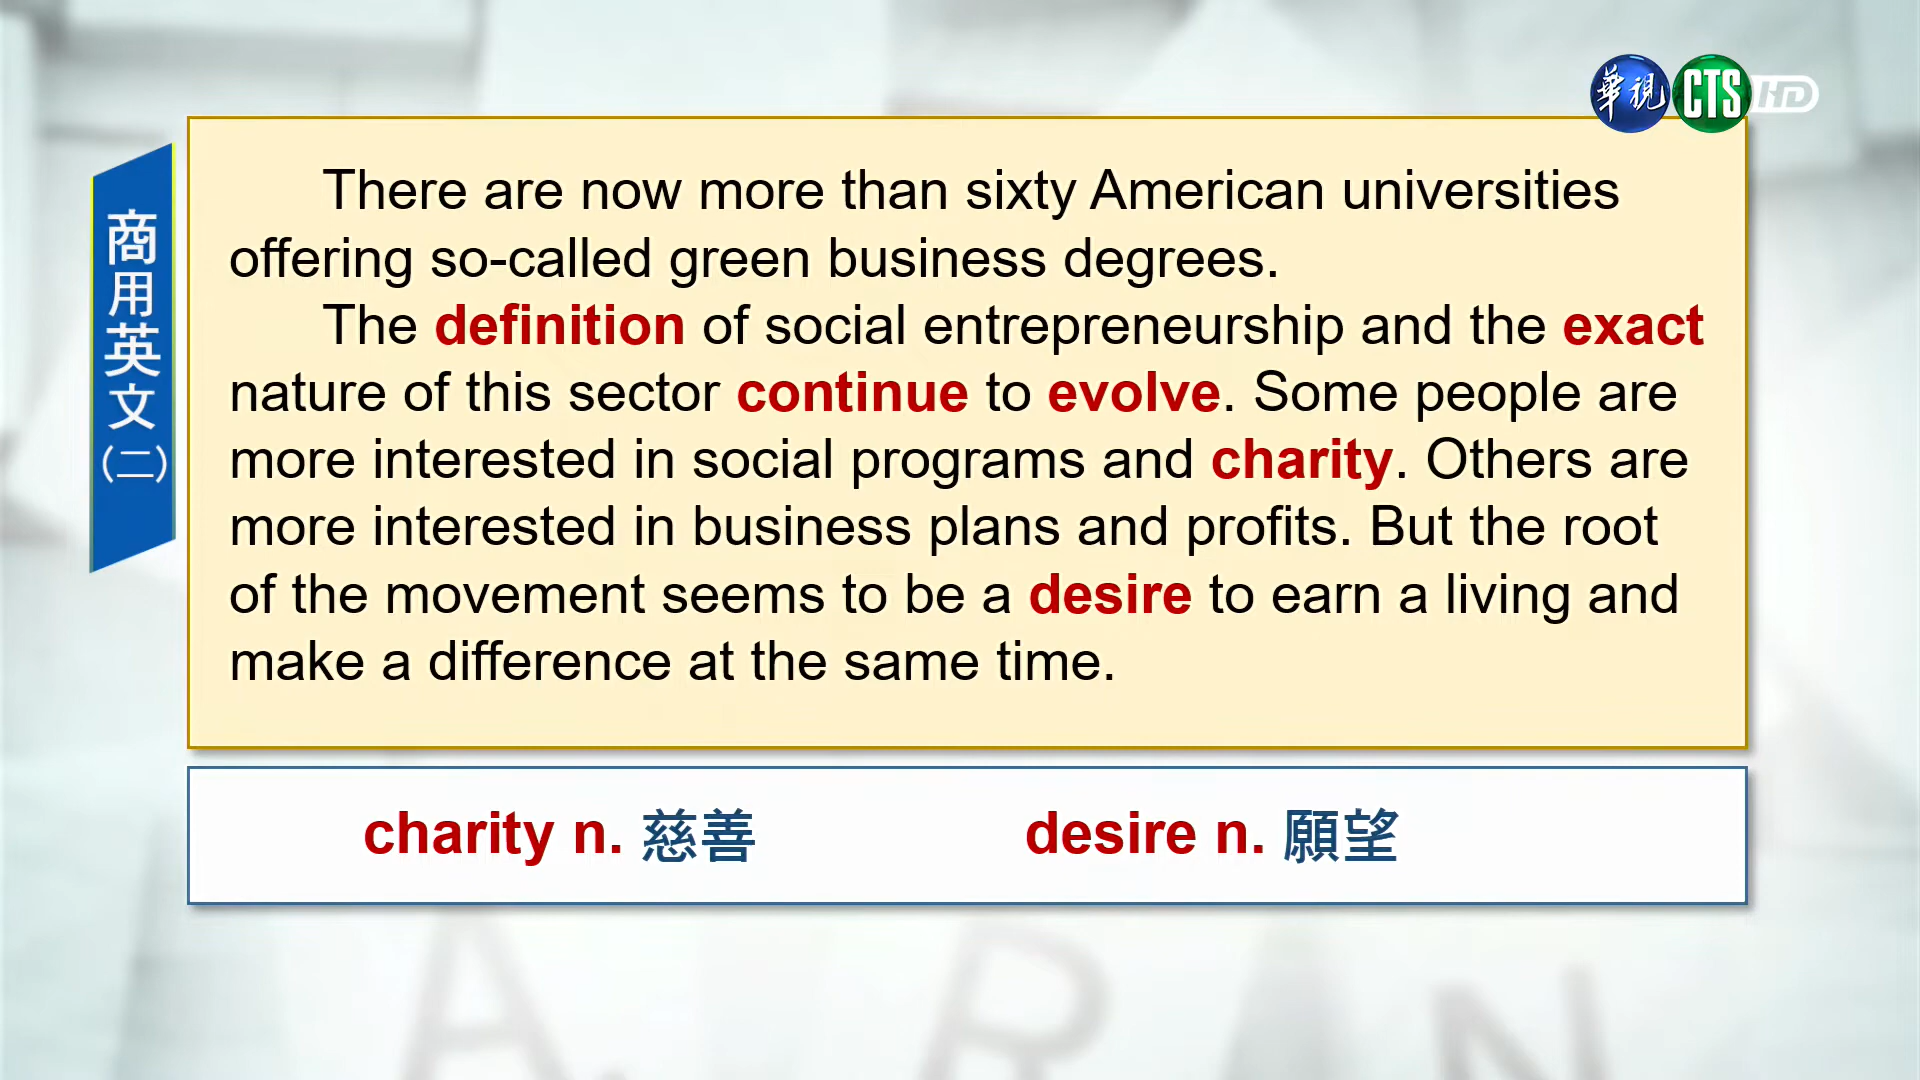 華視 CTS HD
商用英文(二)
There are now more than sixty American universities
offering so-called green business degrees.
The definition of social entrepreneurship and the exact
nature of this sector continue to evolve. Some people are
more interested in social programs and charity. Others are
more interested in business plans and profits. But the root
of the movement seems to be a desire to earn a living and
make a difference at the same time.
charity n. 慈善
desire n. 願望
A R N